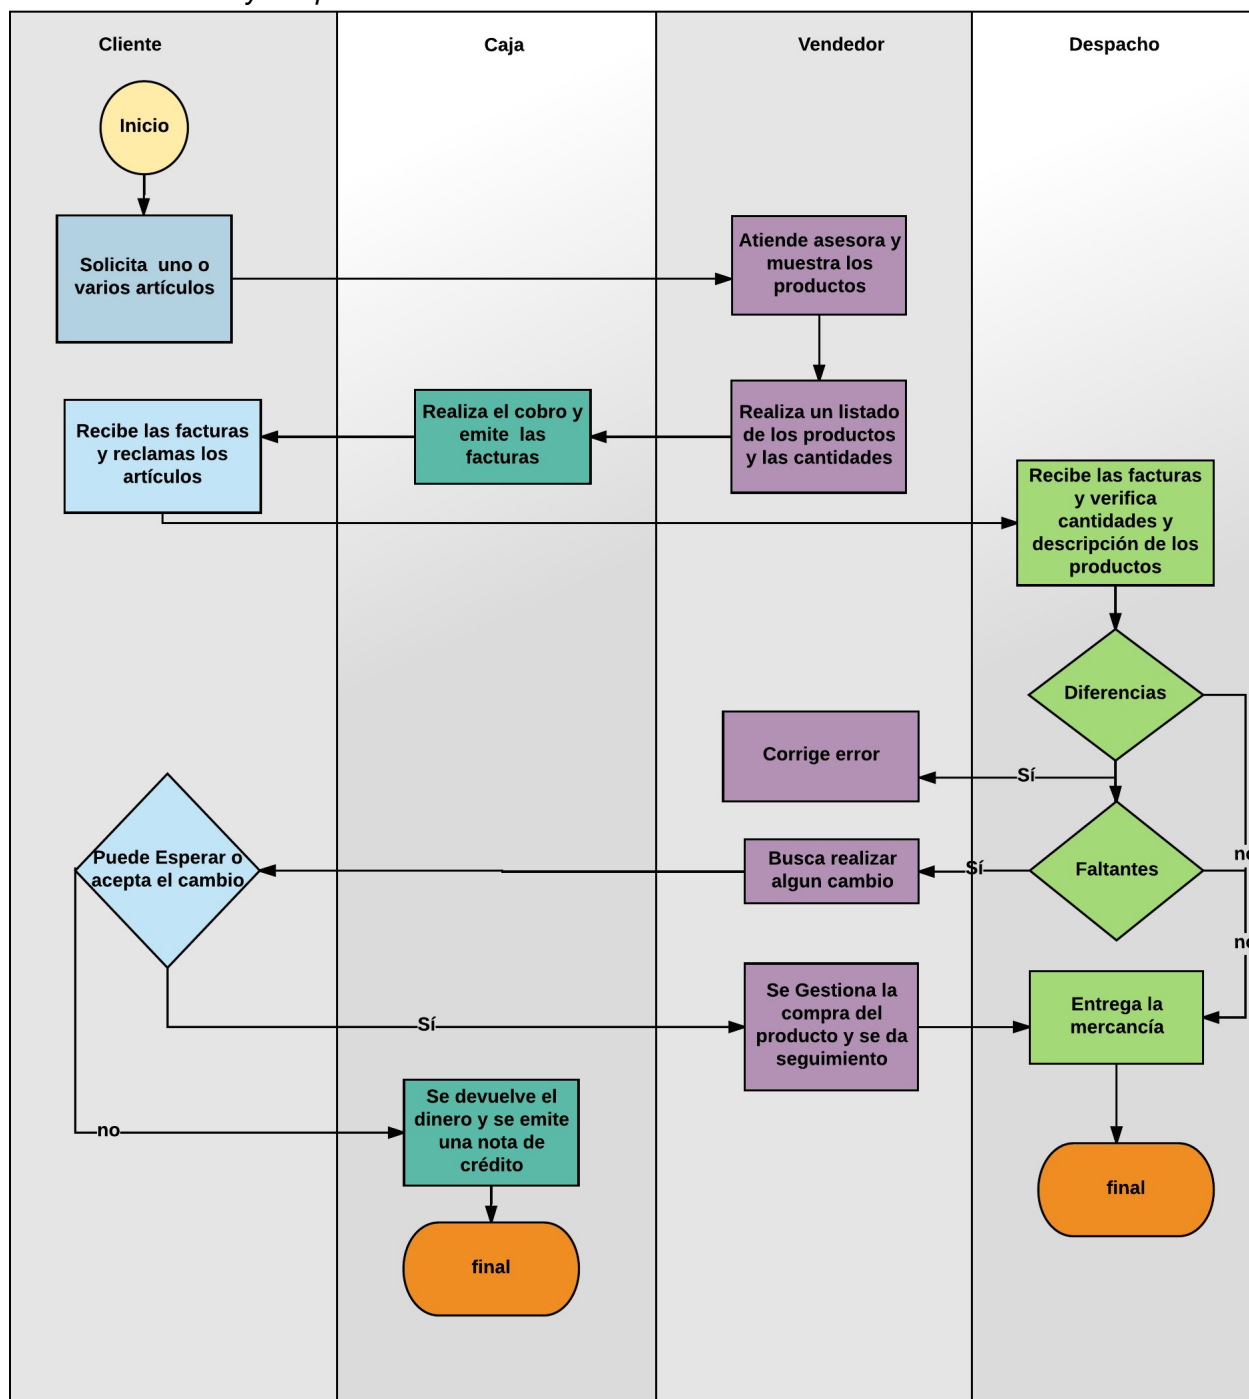 Cliente
Caja
Vendedor
Despacho
Inicio
Solicita uno o
varios artículos
Atiende asesora y
muestra los
productos
Recibe las facturas
y reclamas los
artículos
Realiza el cobro y
emite las
facturas
Realiza un listado
de los productos
y las cantidades
Recibe las facturas
y verifica
cantidades y
descripción de los
productos
Diferencias
Corrige error
Sí
Puede Esperar o
acepta el cambio
Busca realizar
algun cambio
Sí
Faltantes
no
no
Se Gestiona la
compra del
producto y se da
seguimiento
Entrega la
mercancía
Sí
Se devuelve el
dinero y se emite
una nota de
crédito
no
final
final